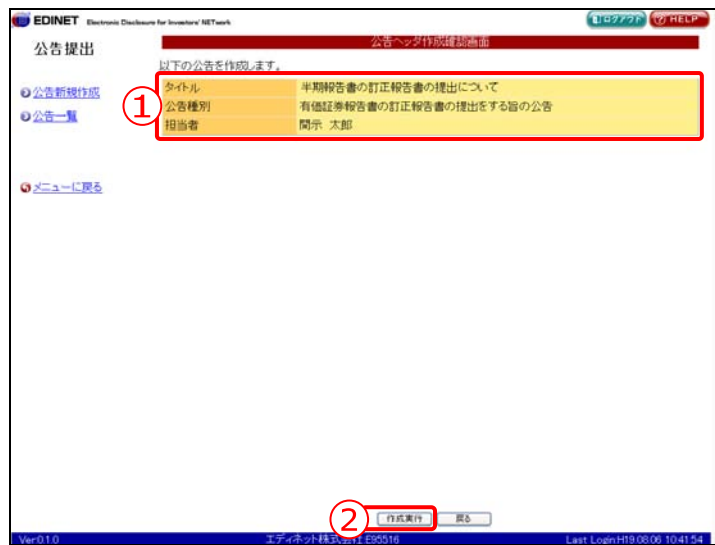 EDINET Electronic Disclosure for Investors' NETwork
ログアウト
HELP
公告提出
公告ヘッダ作成確認画面
以下の公告を作成します。
公告新規作成
公告一覧
メニューに戻る
①
タイトル 半期報告書の訂正報告書の提出について
公告種別 有価証券報告書の訂正報告書の提出をする旨の公告
担当者 開示 太郎
②
作成実行 戻る
Ver0.1.0 エディネット株式会社 E95516 Last Login:H19.08.06 10:41:54